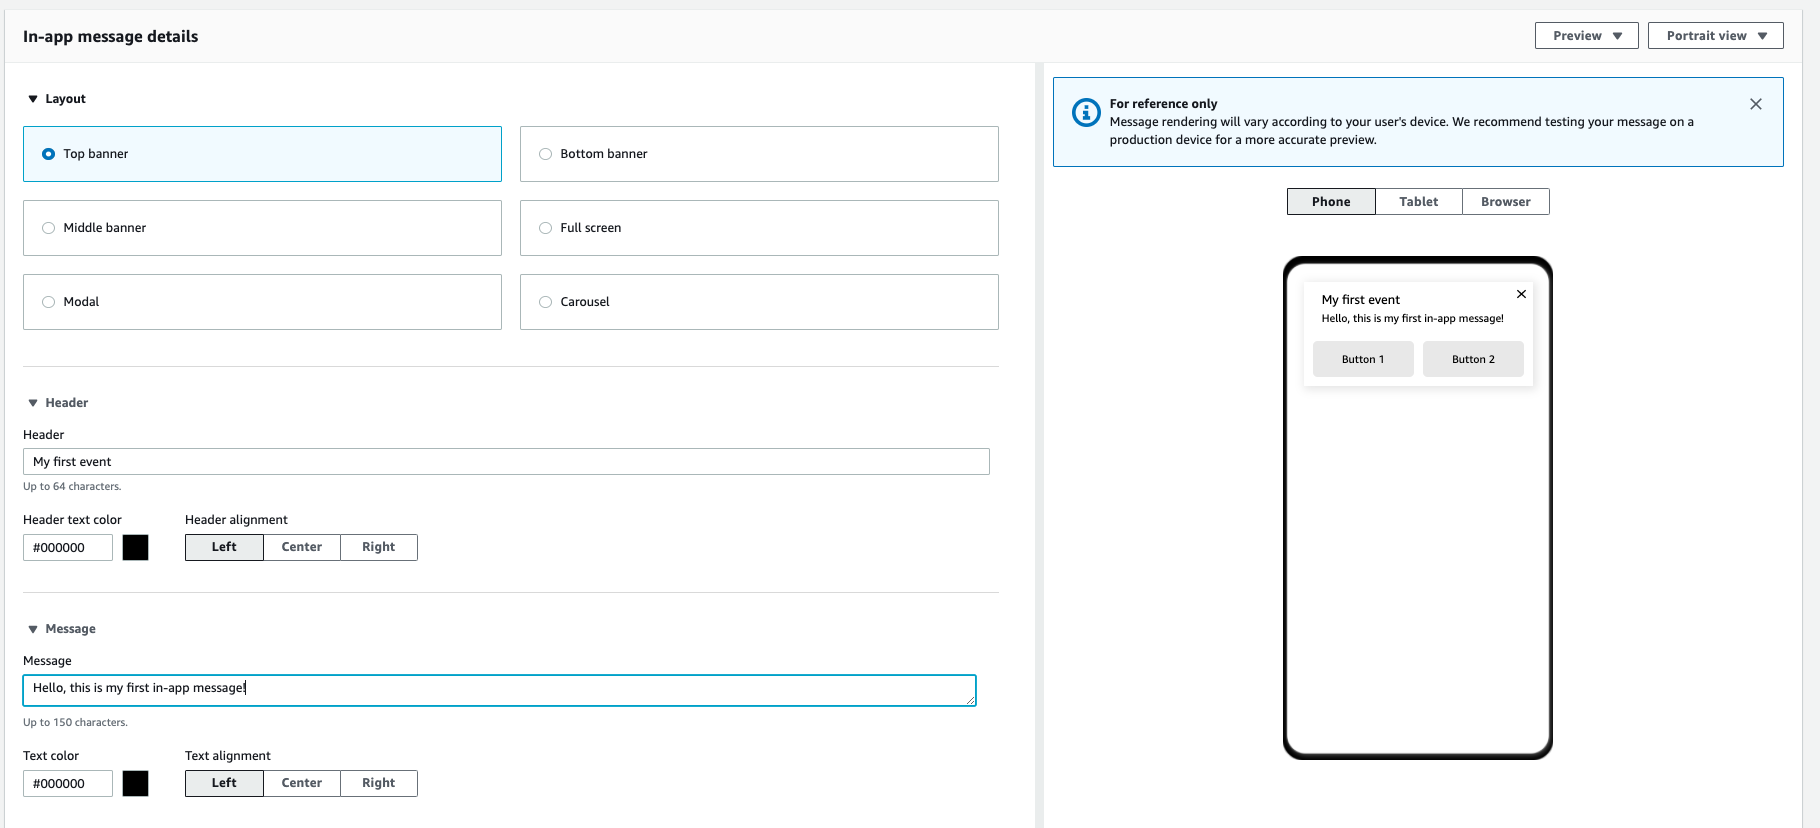 In-app message details
Preview
Portrait view
Layout
Top banner
Bottom banner
Middle banner
Full screen
Modal
Carousel
Header
Header
My first event
Up to 64 characters.
Header text color
Header alignment
#000000
Left
Center
Right
Message
Message
Hello, this is my first in-app message!
Up to 150 characters.
Text color
Text alignment
#000000
Left
Center
Right
For reference only
Message rendering will vary according to your user's device. We recommend testing your message on a
production device for a more accurate preview.
Phone
Tablet
Browser
My first event
Hello, this is my first in-app message!
Button 1
Button 2